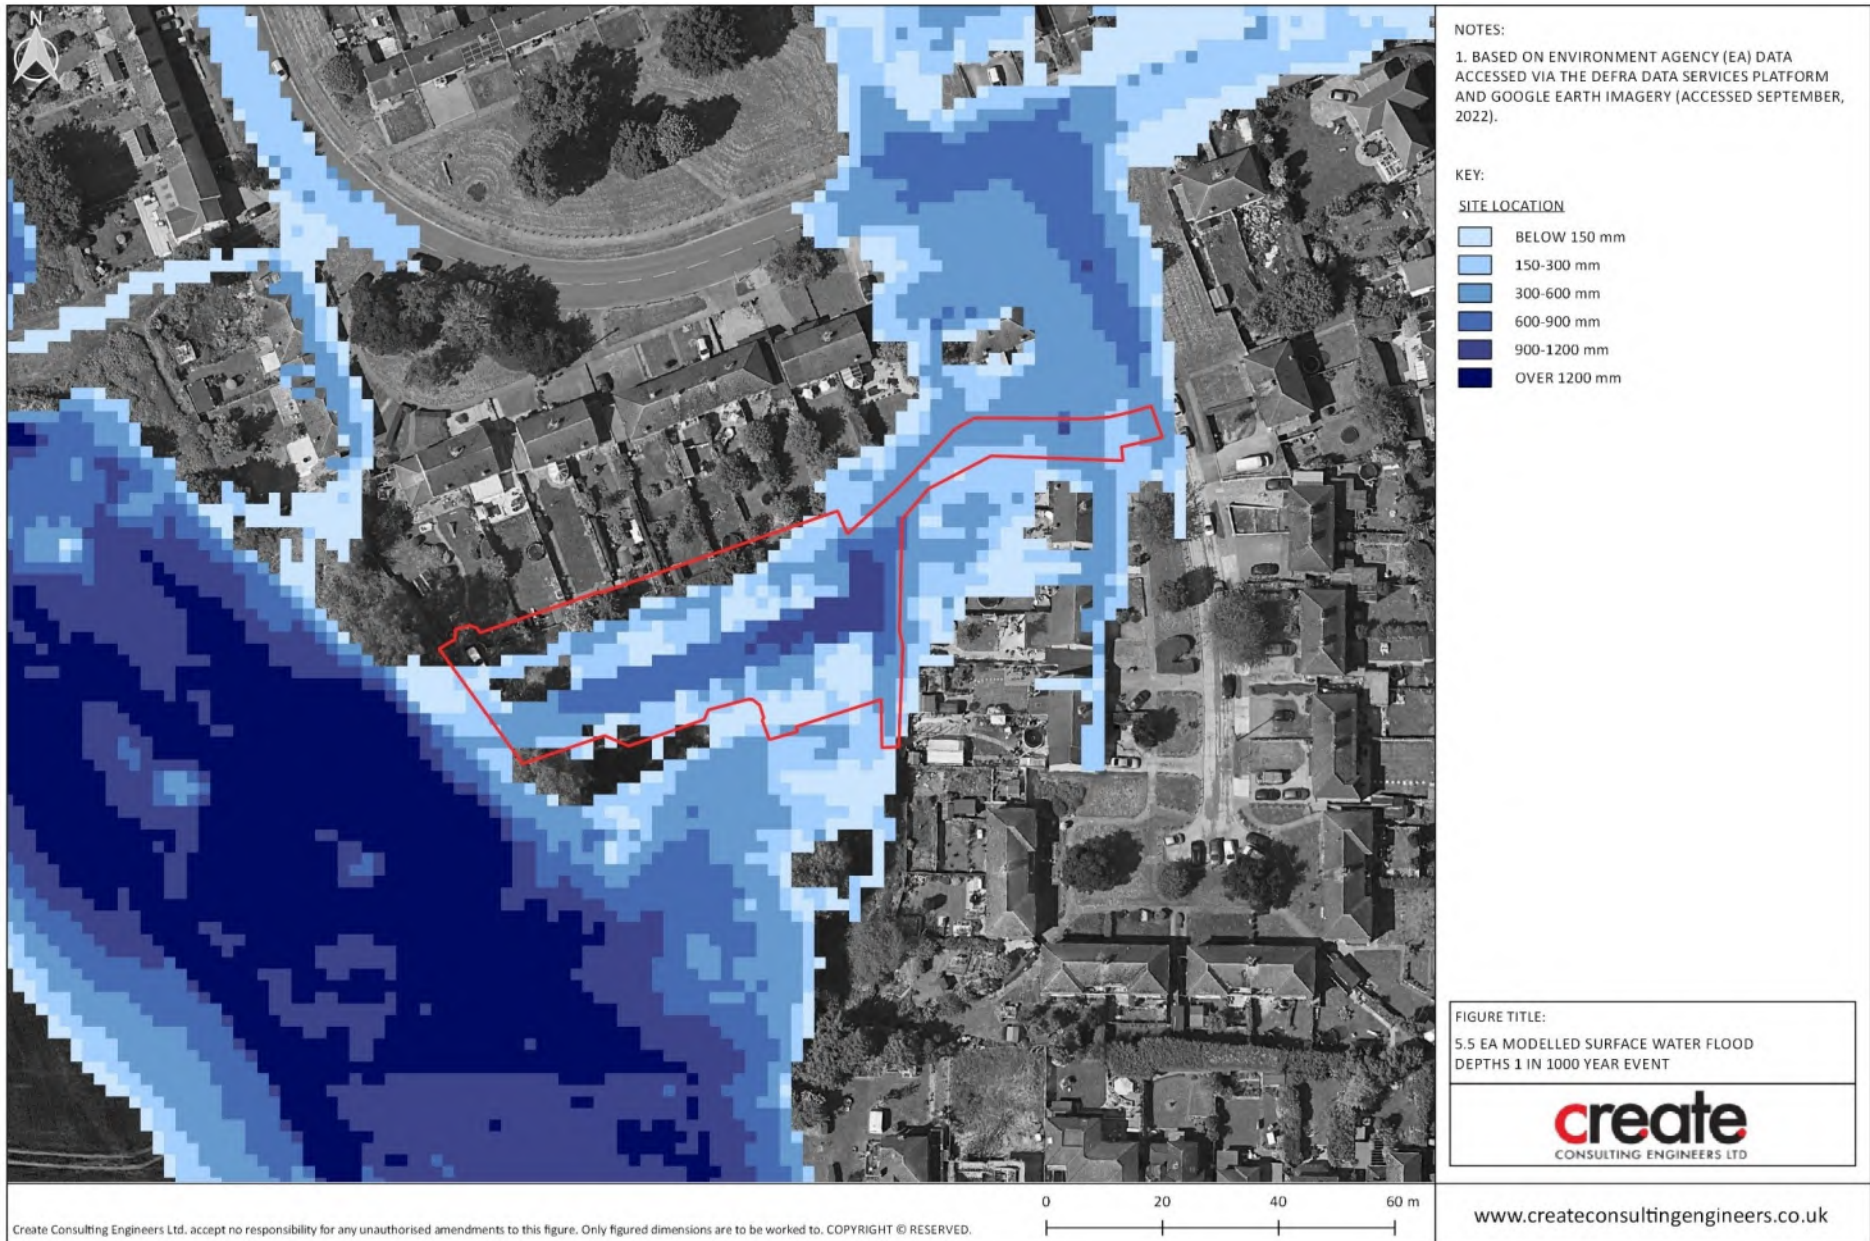 N
NOTES:
1. BASED ON ENVIRONMENT AGENCY (EA) DATA
ACCESSED VIA THE DEFRA DATA SERVICES PLATFORM
AND GOOGLE EARTH IMAGERY (ACCESSED SEPTEMBER,
2022).
KEY:
SITE LOCATION
BELOW 150 mm
150-300 mm
300-600 mm
600-900 mm
900-1200 mm
OVER 1200 mm
FIGURE TITLE:
5.5 EA MODELLED SURFACE WATER FLOOD
DEPTHS 1 IN 1000 YEAR EVENT
create
CONSULTING ENGINEERS LTD
www.createconsultingengineers.co.uk
0 20 40 60 m
Create Consulting Engineers Ltd. accept no responsibility for any unauthorised amendments to this figure. Only figured dimensions are to be worked to. COPYRIGHT © RESERVED.